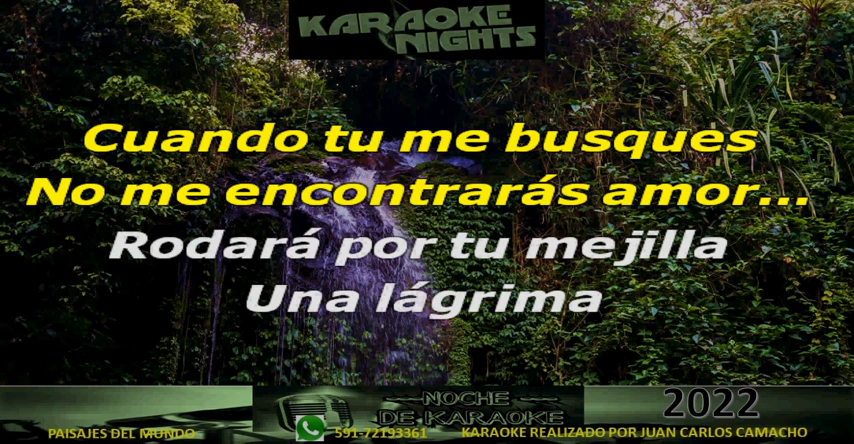 KARAOKE
NIGHTS
Cuando tu me busques
No me encontrarás amor...
Rodará por tu mejilla
Una lágrima
NOCHE
DE KARAOKE
2022
PAISAJES DEL MUNDO
591-72193361
KARAOKE REALIZADO POR JUAN CARLOS CAMACHO